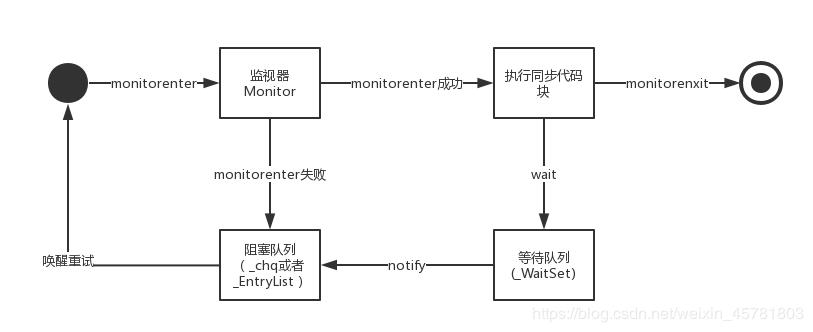 监视器
Monitor
执行同步代码
块
monitorenter
monitorenter成功
monitorenxit
monitorenter失败
wait
阻塞队列
（ _chq或者
_EntryList ）
等待队列
(_WaitSet)
唤醒重试
notify
https://blog.csdn.net/weixin_45781803